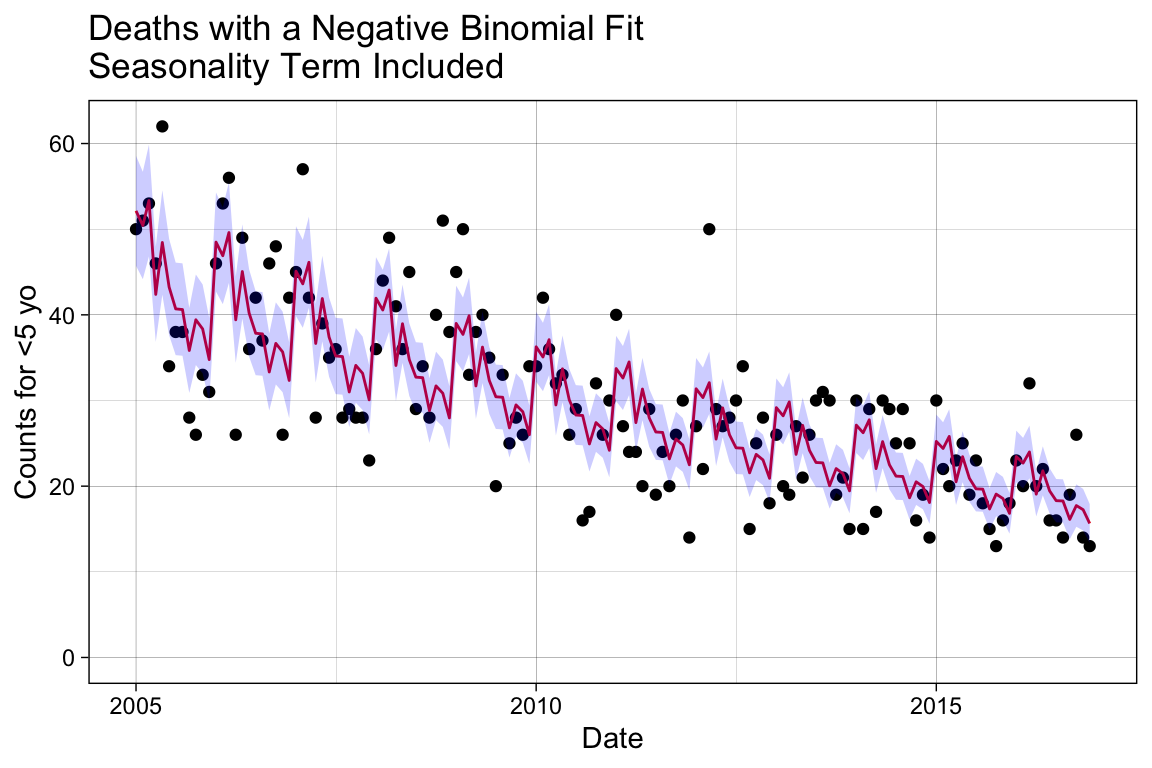 Deaths with a Negative Binomial Fit
Seasonality Term Included
Counts for <5 yo
60
40
20
0
2005
2010
2015
Date